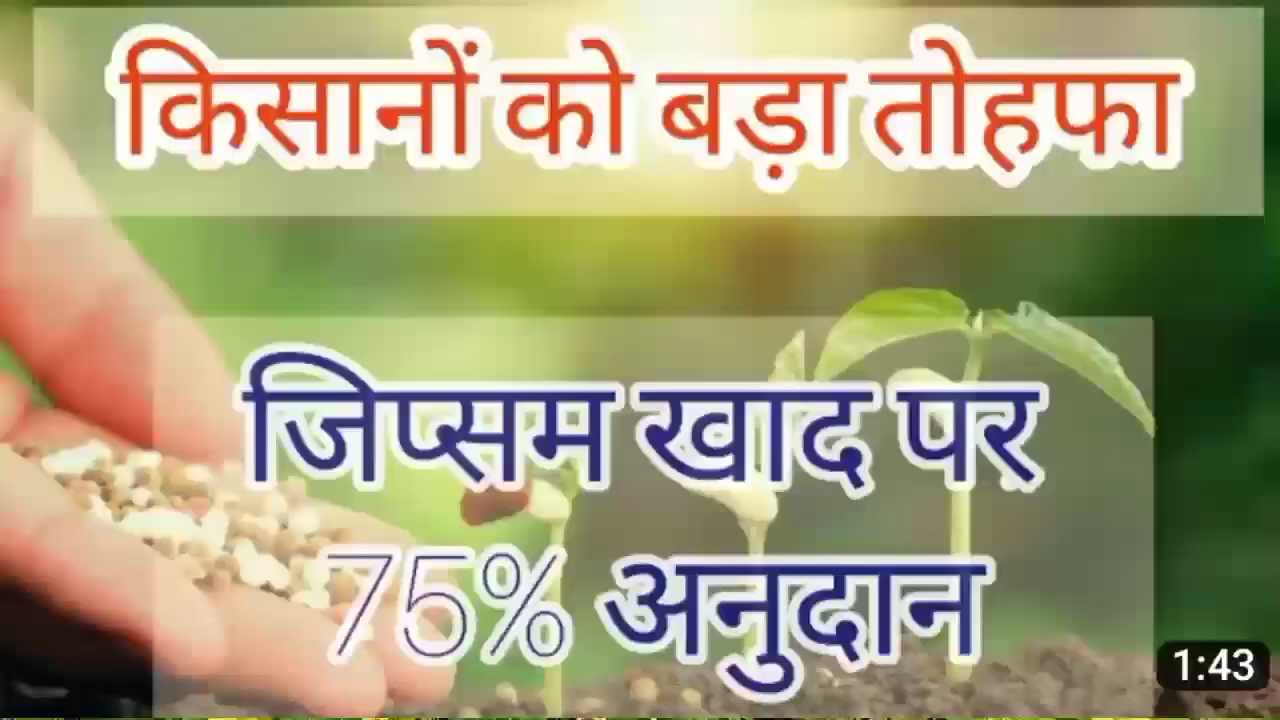 किसानों को बड़ा तोहफा
जिप्सम खाद पर
75% अनुदान
1:43